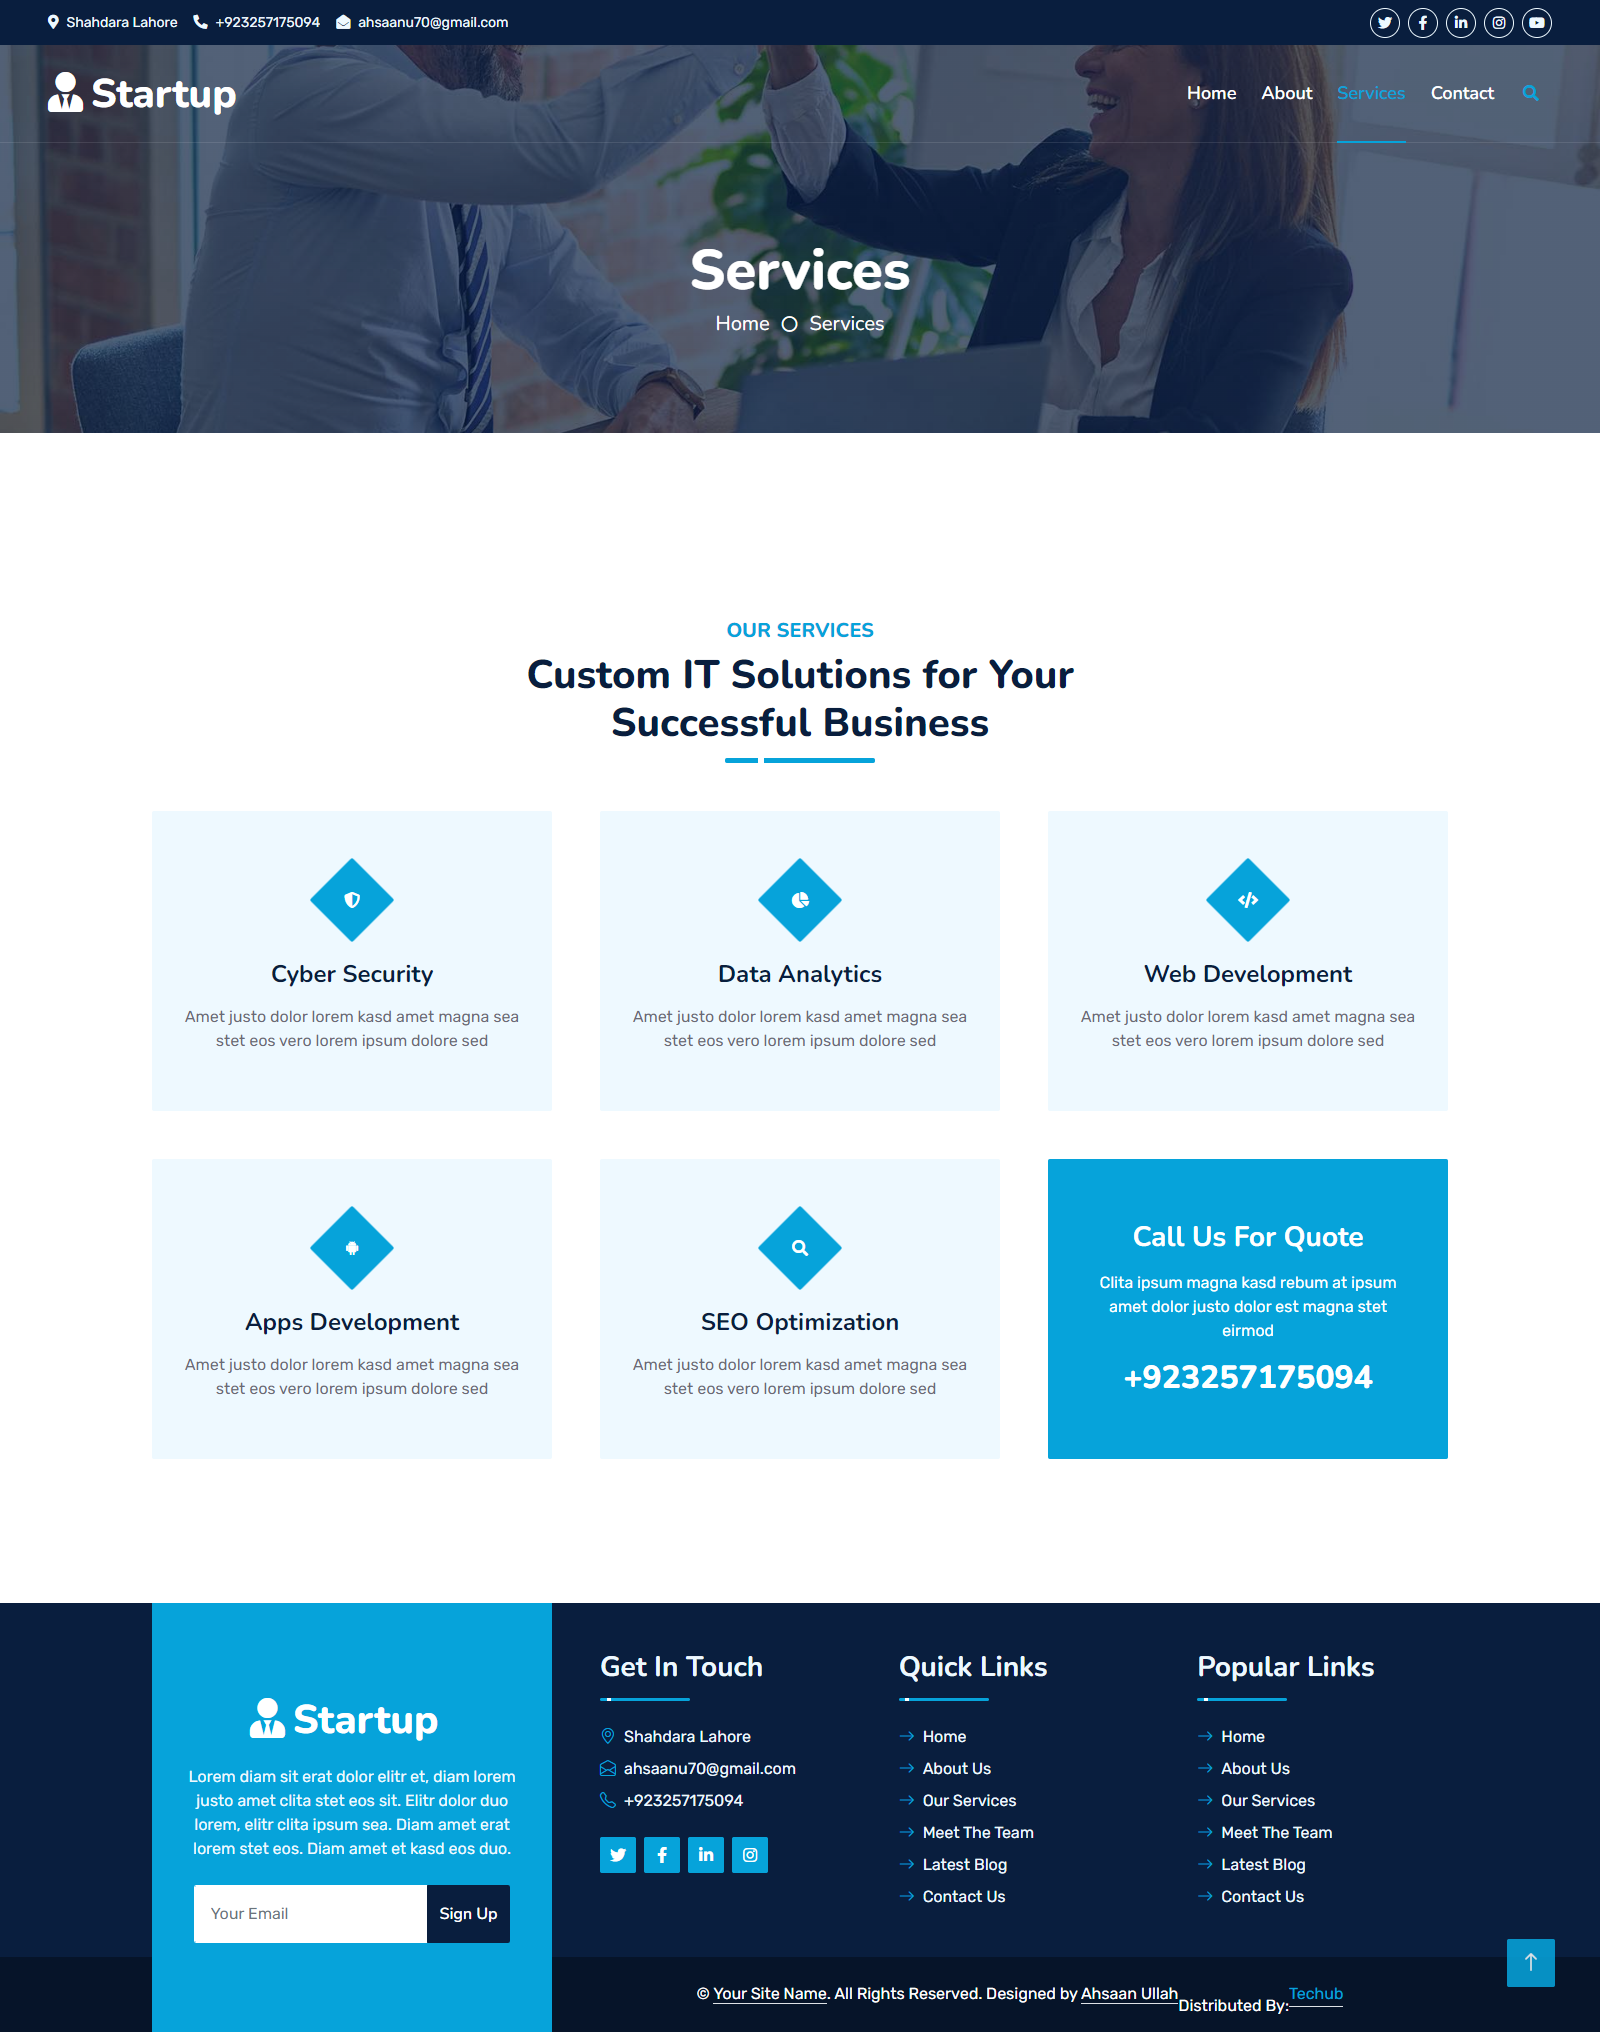 Shahdara Lahore +923257175094 ahsaanu70@gmail.com
Startup
Home About Services Contact
Services
Home Services
OUR SERVICES
Custom IT Solutions for Your
Successful Business
Cyber Security
Amet justo dolor lorem kasd amet magna sea
stet eos vero lorem ipsum dolore sed
Data Analytics
Amet justo dolor lorem kasd amet magna sea
stet eos vero lorem ipsum dolore sed
Web Development
Amet justo dolor lorem kasd amet magna sea
stet eos vero lorem ipsum dolore sed
Apps Development
Amet justo dolor lorem kasd amet magna sea
stet eos vero lorem ipsum dolore sed
SEO Optimization
Amet justo dolor lorem kasd amet magna sea
stet eos vero lorem ipsum dolore sed
Call Us For Quote
Clita ipsum magna kasd rebum at ipsum
amet dolor justo dolor est magna stet
eirmod
+923257175094
Startup
Lorem diam sit erat dolor elitr et, diam lorem
justo amet clita stet eos sit. Elitr dolor duo
lorem, elitr clita ipsum sea. Diam amet erat
lorem stet eos. Diam amet et kasd eos duo.
Your Email Sign Up
Get In Touch
Shahdara Lahore
ahsaanu70@gmail.com
+923257175094
Quick Links
Home
About Us
Our Services
Meet The Team
Latest Blog
Contact Us
Popular Links
Home
About Us
Our Services
Meet The Team
Latest Blog
Contact Us
© Your Site Name. All Rights Reserved. Designed by Ahsaan Ullah
Distributed By: Techub